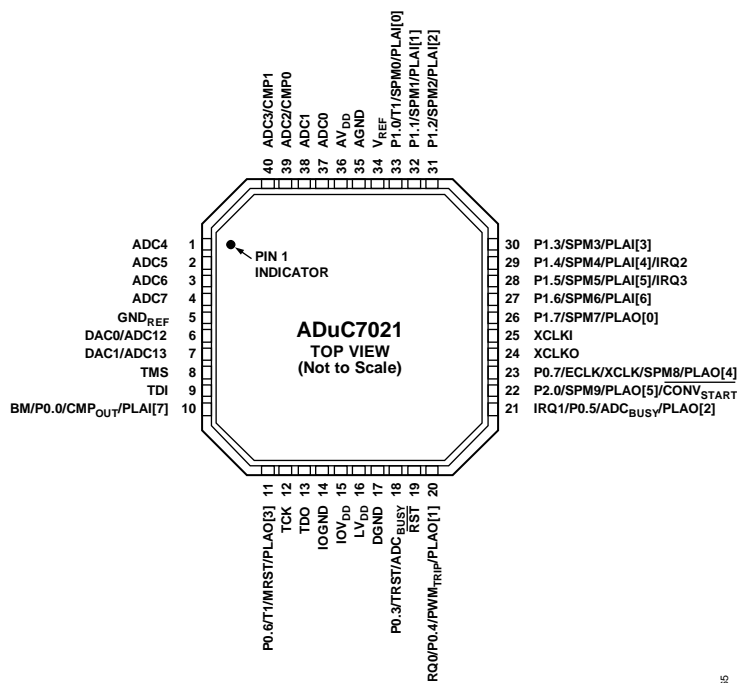 40 ADC3/CMP1
39 ADC2/CMP0
38 ADC1
37 ADC0
36 AVDD
35 AGND
34 VREF
33 P1.0/T1/SPM0/PLAI[0]
32 P1.1/SPM1/PLAI[1]
31 P1.2/SPM2/PLAI[2]
ADC4 1
ADC5 2
ADC6 3
ADC7 4
GNDREF 5
DAC0/ADC12 6
DAC1/ADC13 7
TMS 8
TDI 9
BM/P0.0/CMPOUT/PLAI[7] 10
PIN 1
INDICATOR
ADuC7021
TOP VIEW
(Not to Scale)
30 P1.3/SPM3/PLAI[3]
29 P1.4/SPM4/PLAI[4]/IRQ2
28 P1.5/SPM5/PLAI[5]/IRQ3
27 P1.6/SPM6/PLAI[6]
26 P1.7/SPM7/PLAO[0]
25 XCLKI
24 XCLKO
23 P0.7/ECLK/XCLK/SPM8/PLAO[4]
22 P2.0/SPM9/PLAO[5]/CONVSTART
21 IRQ1/P0.5/ADCBUSY/PLAO[2]
P0.6/T1/MRST/PLAO[3] 11
TCK 12
TDO 13
IOGND 14
IOVDD 15
LVDD 16
DGND 17
P0.3/TRST/ADCBUSY 18
RST 19
RQ0/P0.4/PWMTRIP/PLAO[1] 20